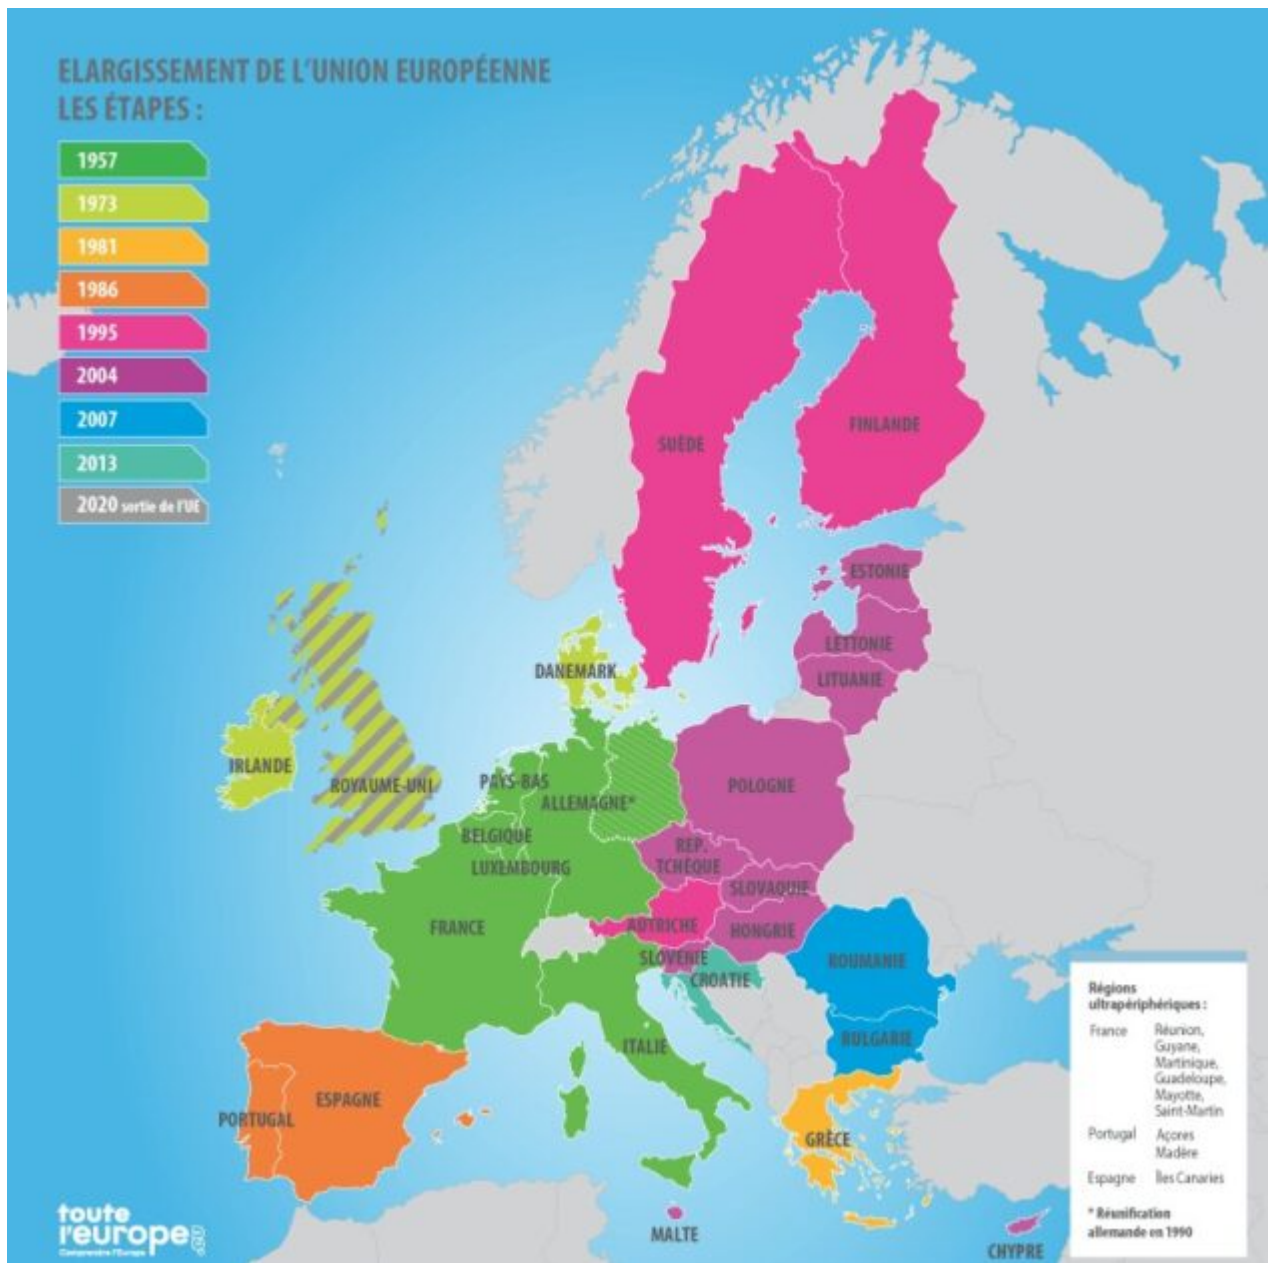 ELARGISSEMENT DE L'UNION EUROPÉENNE
LES ÉTAPES :
1957
1973
1981
1986
1995
2004
2007
2013
2020 sortie de l'UE
SUÈDE
FINLANDE
ESTONIE
LETTONIE
LITUANIE
DANEMARK
IRLANDE
ROYAUME-UNI
PAYS-BAS
ALLEMAGNE*
POLOGNE
BELGIQUE
LUXEMBOURG
REP.
TCHÈQUE
SLOVAQUIE
FRANCE
AUTRICHE
HONGRIE
SLOVENIE
CROATIE
ROUMANIE
BULGARIE
ITALIE
ESPAGNE
PORTUGAL
GRÈCE
MALTE
CHYPRE
Régions
ultrapériphériques :
France Réunion,
Guyane,
Martinique,
Guadeloupe,
Mayotte,
Saint-Martin
Portugal Açores
Madère
Espagne Îles Canaries
* Réunification
allemande en 1990
toute
l'europe.eu
Comprendre l'Europe